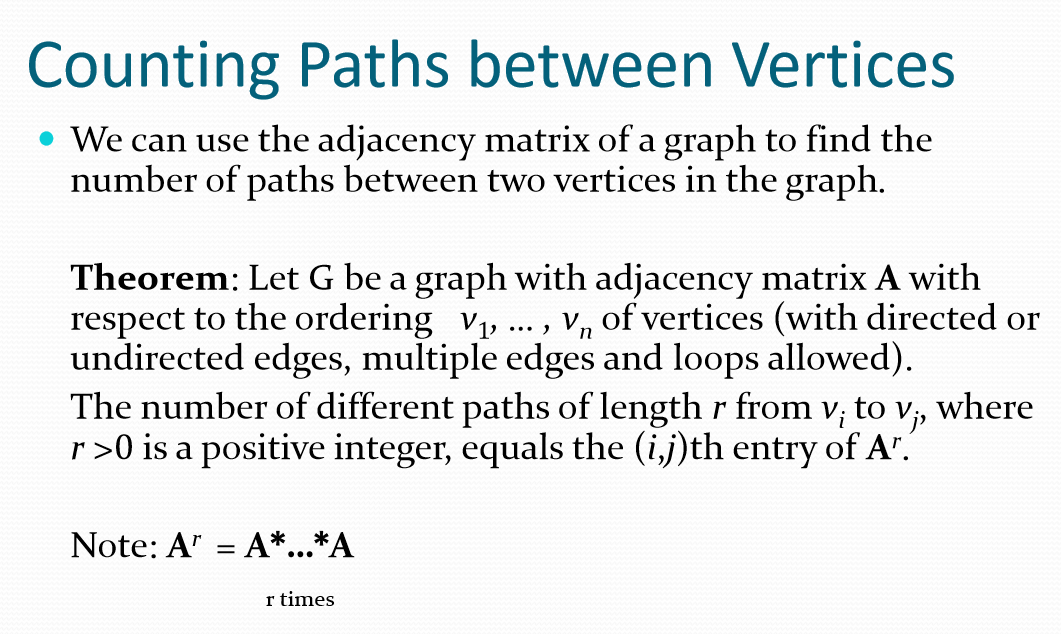 Counting Paths between Vertices
• We can use the adjacency matrix of a graph to find the
number of paths between two vertices in the graph.
Theorem: Let G be a graph with adjacency matrix A with
respect to the ordering v₁, … , vₙ of vertices (with directed or
undirected edges, multiple edges and loops allowed).
The number of different paths of length r from vᵢ to vⱼ, where
r >0 is a positive integer, equals the (i,j)th entry of Aʳ.
Note: Aʳ = A*…*A
r times